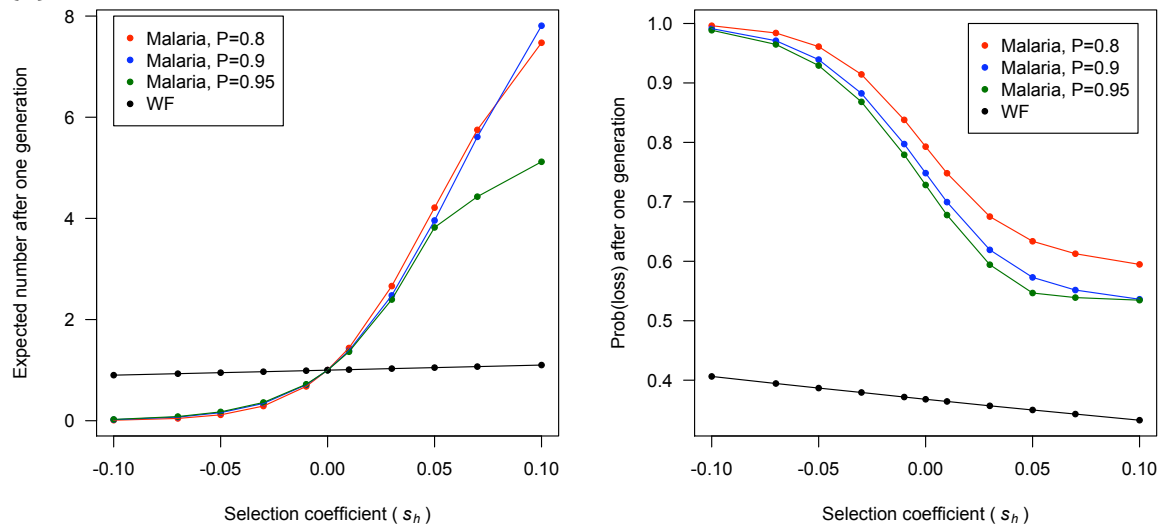 8
6
4
2
0
Expected number after one generation
Malaria, P=0.8
Malaria, P=0.9
Malaria, P=0.95
WF
-0.10
-0.05
0.00
0.05
0.10
Selection coefficient ( s_h )
1.0
0.9
0.8
0.7
0.6
0.5
0.4
Prob(loss) after one generation
Malaria, P=0.8
Malaria, P=0.9
Malaria, P=0.95
WF
-0.10
-0.05
0.00
0.05
0.10
Selection coefficient ( s_h )